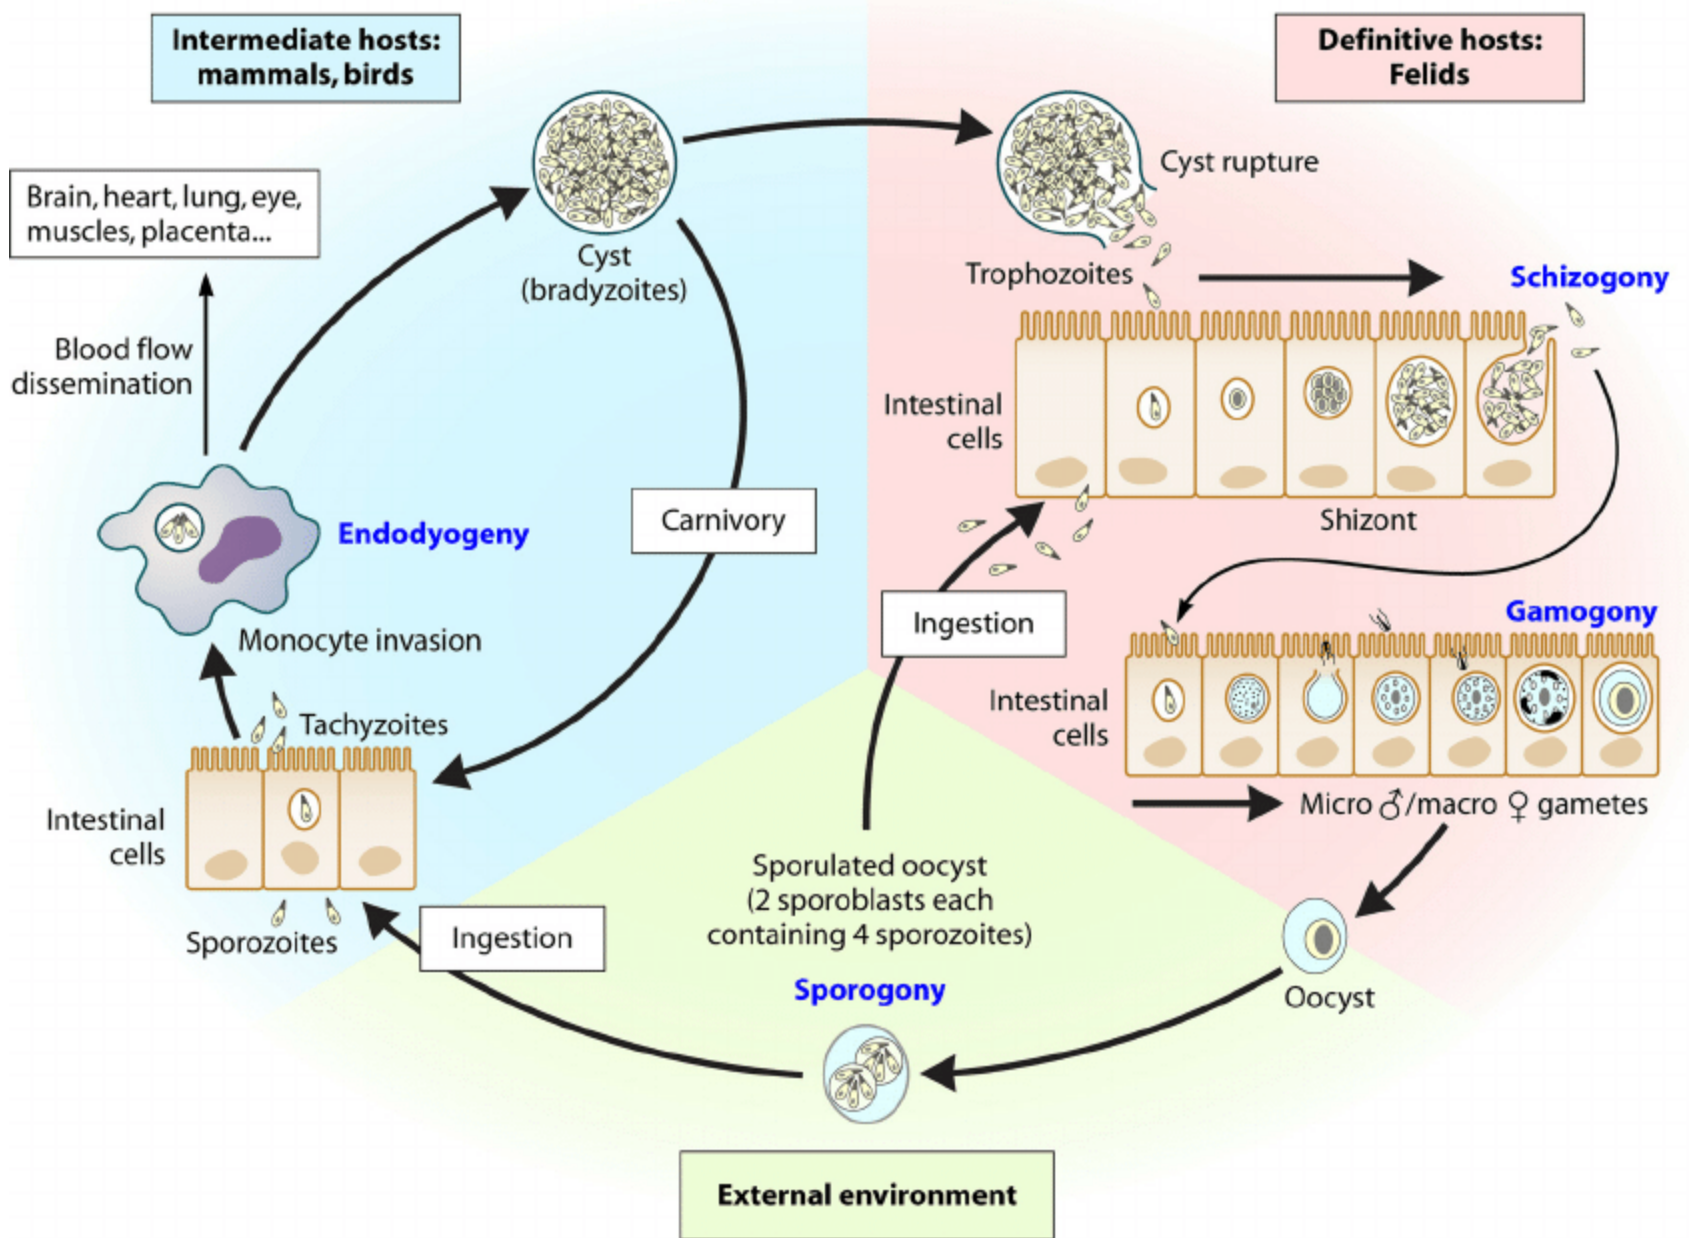 Intermediate hosts:
mammals, birds
Definitive hosts:
Felids
Brain, heart, lung, eye,
muscles, placenta...
Cyst
(bradyzoites)
Cyst rupture
Trophozoites
Schizogony
Blood flow
dissemination
Intestinal
cells
Shizont
Endodyogeny
Carnivory
Monocyte invasion
Ingestion
Gamogony
Tachyzoites
Intestinal
cells
Intestinal
cells
Micro ♂/macro ♀ gametes
Sporozoites
Ingestion
Sporulated oocyst
(2 sporoblasts each
containing 4 sporozoites)
Sporogony
Oocyst
External environment